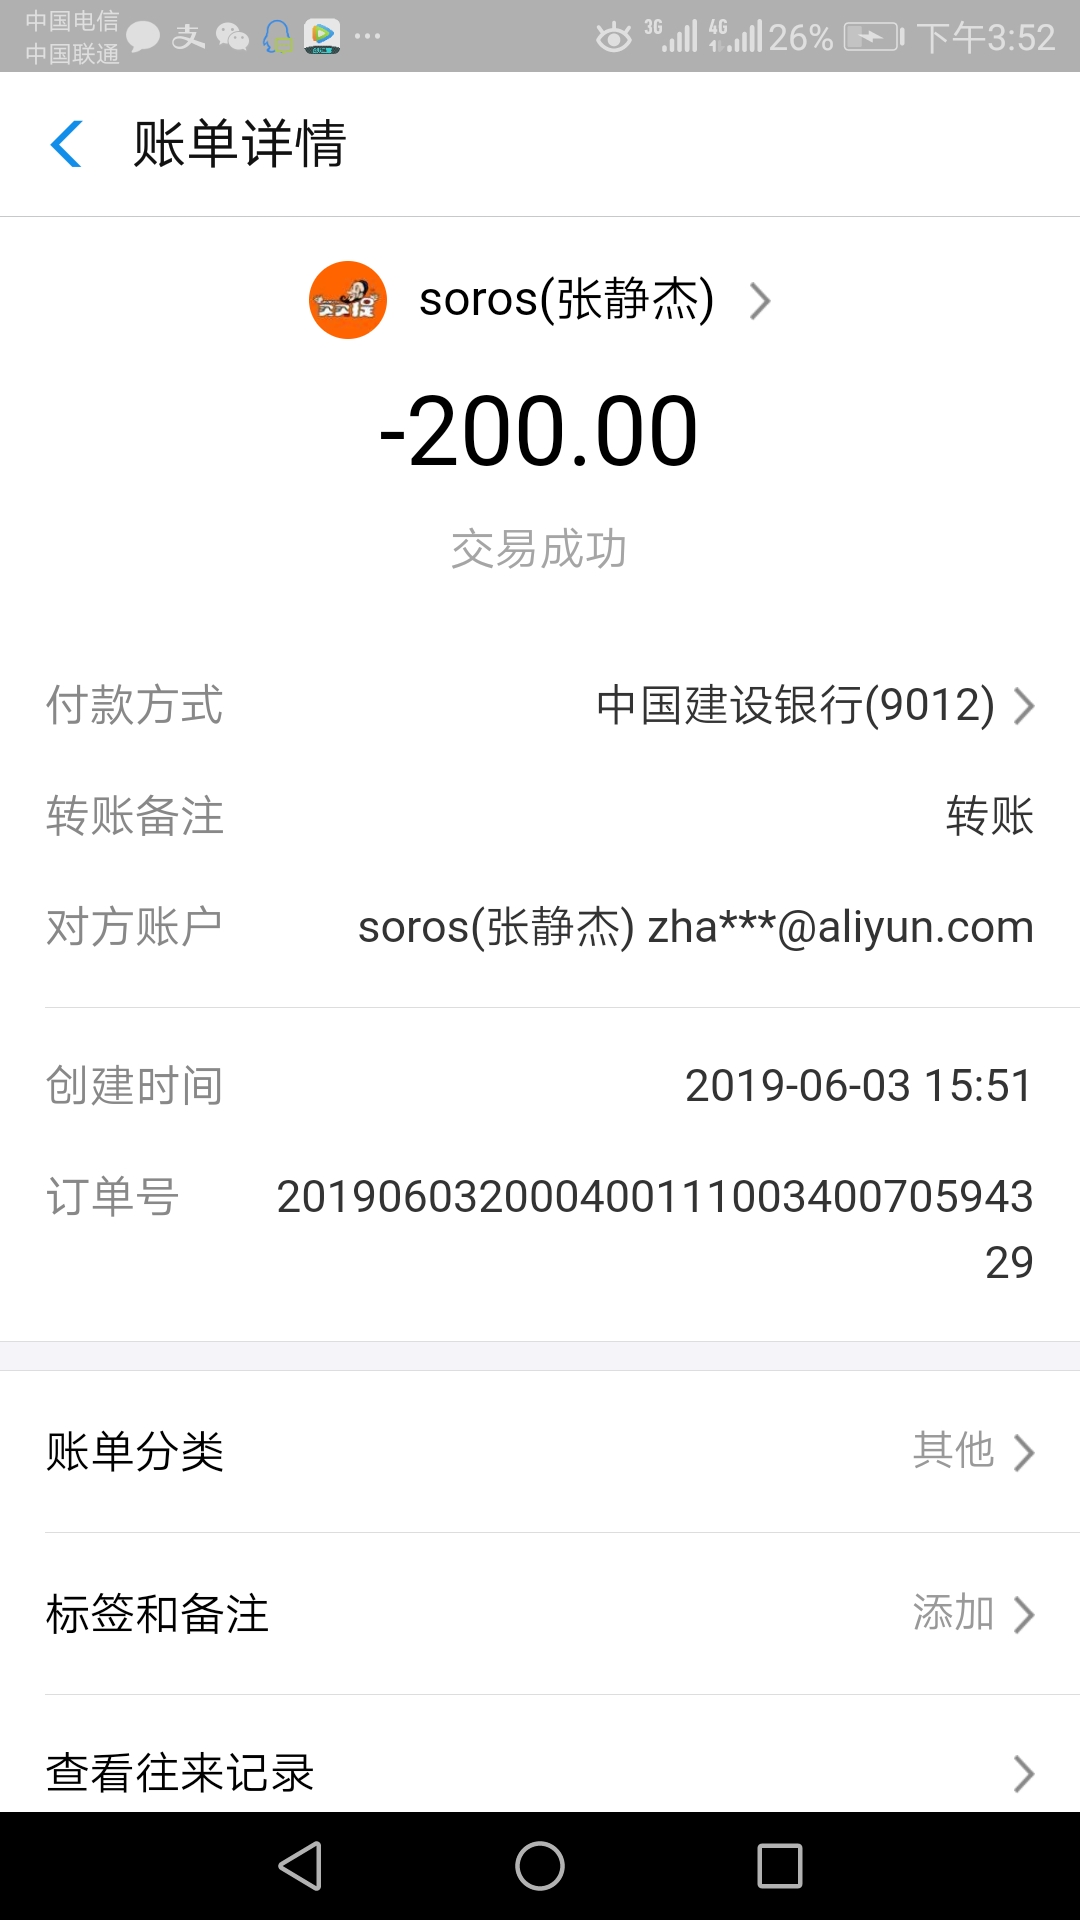 中国电信
中国联通
3G 4G 26% 下午3:52
账单详情
soros(张静杰)
-200.00
交易成功
付款方式 中国建设银行(9012)
转账备注 转账
对方账户 soros(张静杰) zha***@aliyun.com
创建时间 2019-06-03 15:51
订单号 201906032000400111003400705943
29
账单分类 其他
标签和备注 添加
查看往来记录